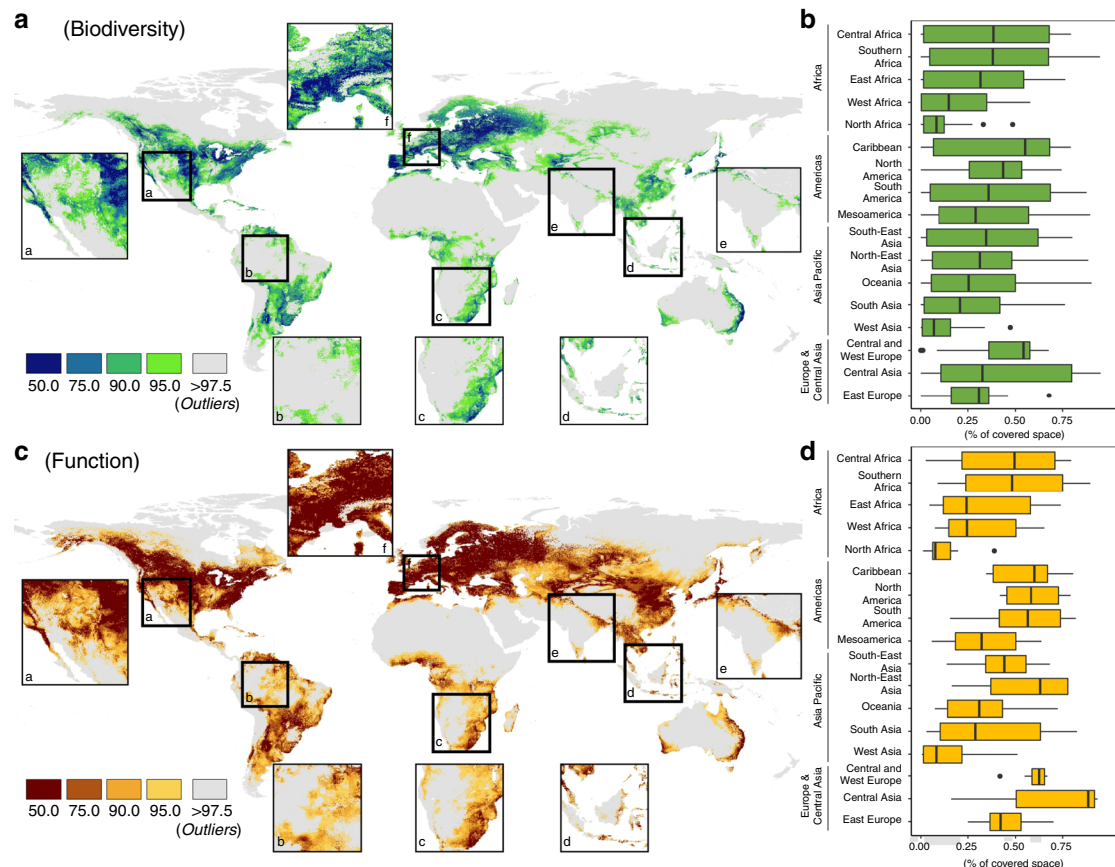 a
(Biodiversity)
f
f
a
a
e
e
b
d
c
50.0 75.0 90.0 95.0 >97.5
(Outliers)
b
c
d
b
Africa
Central Africa
Southern
Africa
East Africa
West Africa
North Africa
Americas
Caribbean
North
America
South
America
Mesoamerica
Asia Pacific
South-East
Asia
North-East
Asia
Oceania
South Asia
West Asia
Europe &
Central Asia
Central and
West Europe
Central Asia
East Europe
0.00 0.25 0.50 0.75
(% of covered space)
c
(Function)
f
f
a
a
e
e
b
d
c
50.0 75.0 90.0 95.0 >97.5
(Outliers)
b
c
d
d
Africa
Central Africa
Southern
Africa
East Africa
West Africa
North Africa
Americas
Caribbean
North
America
South
America
Mesoamerica
Asia Pacific
South-East
Asia
North-East
Asia
Oceania
South Asia
West Asia
Europe &
Central Asia
Central and
West Europe
Central Asia
East Europe
0.00 0.25 0.50 0.75
(% of covered space)